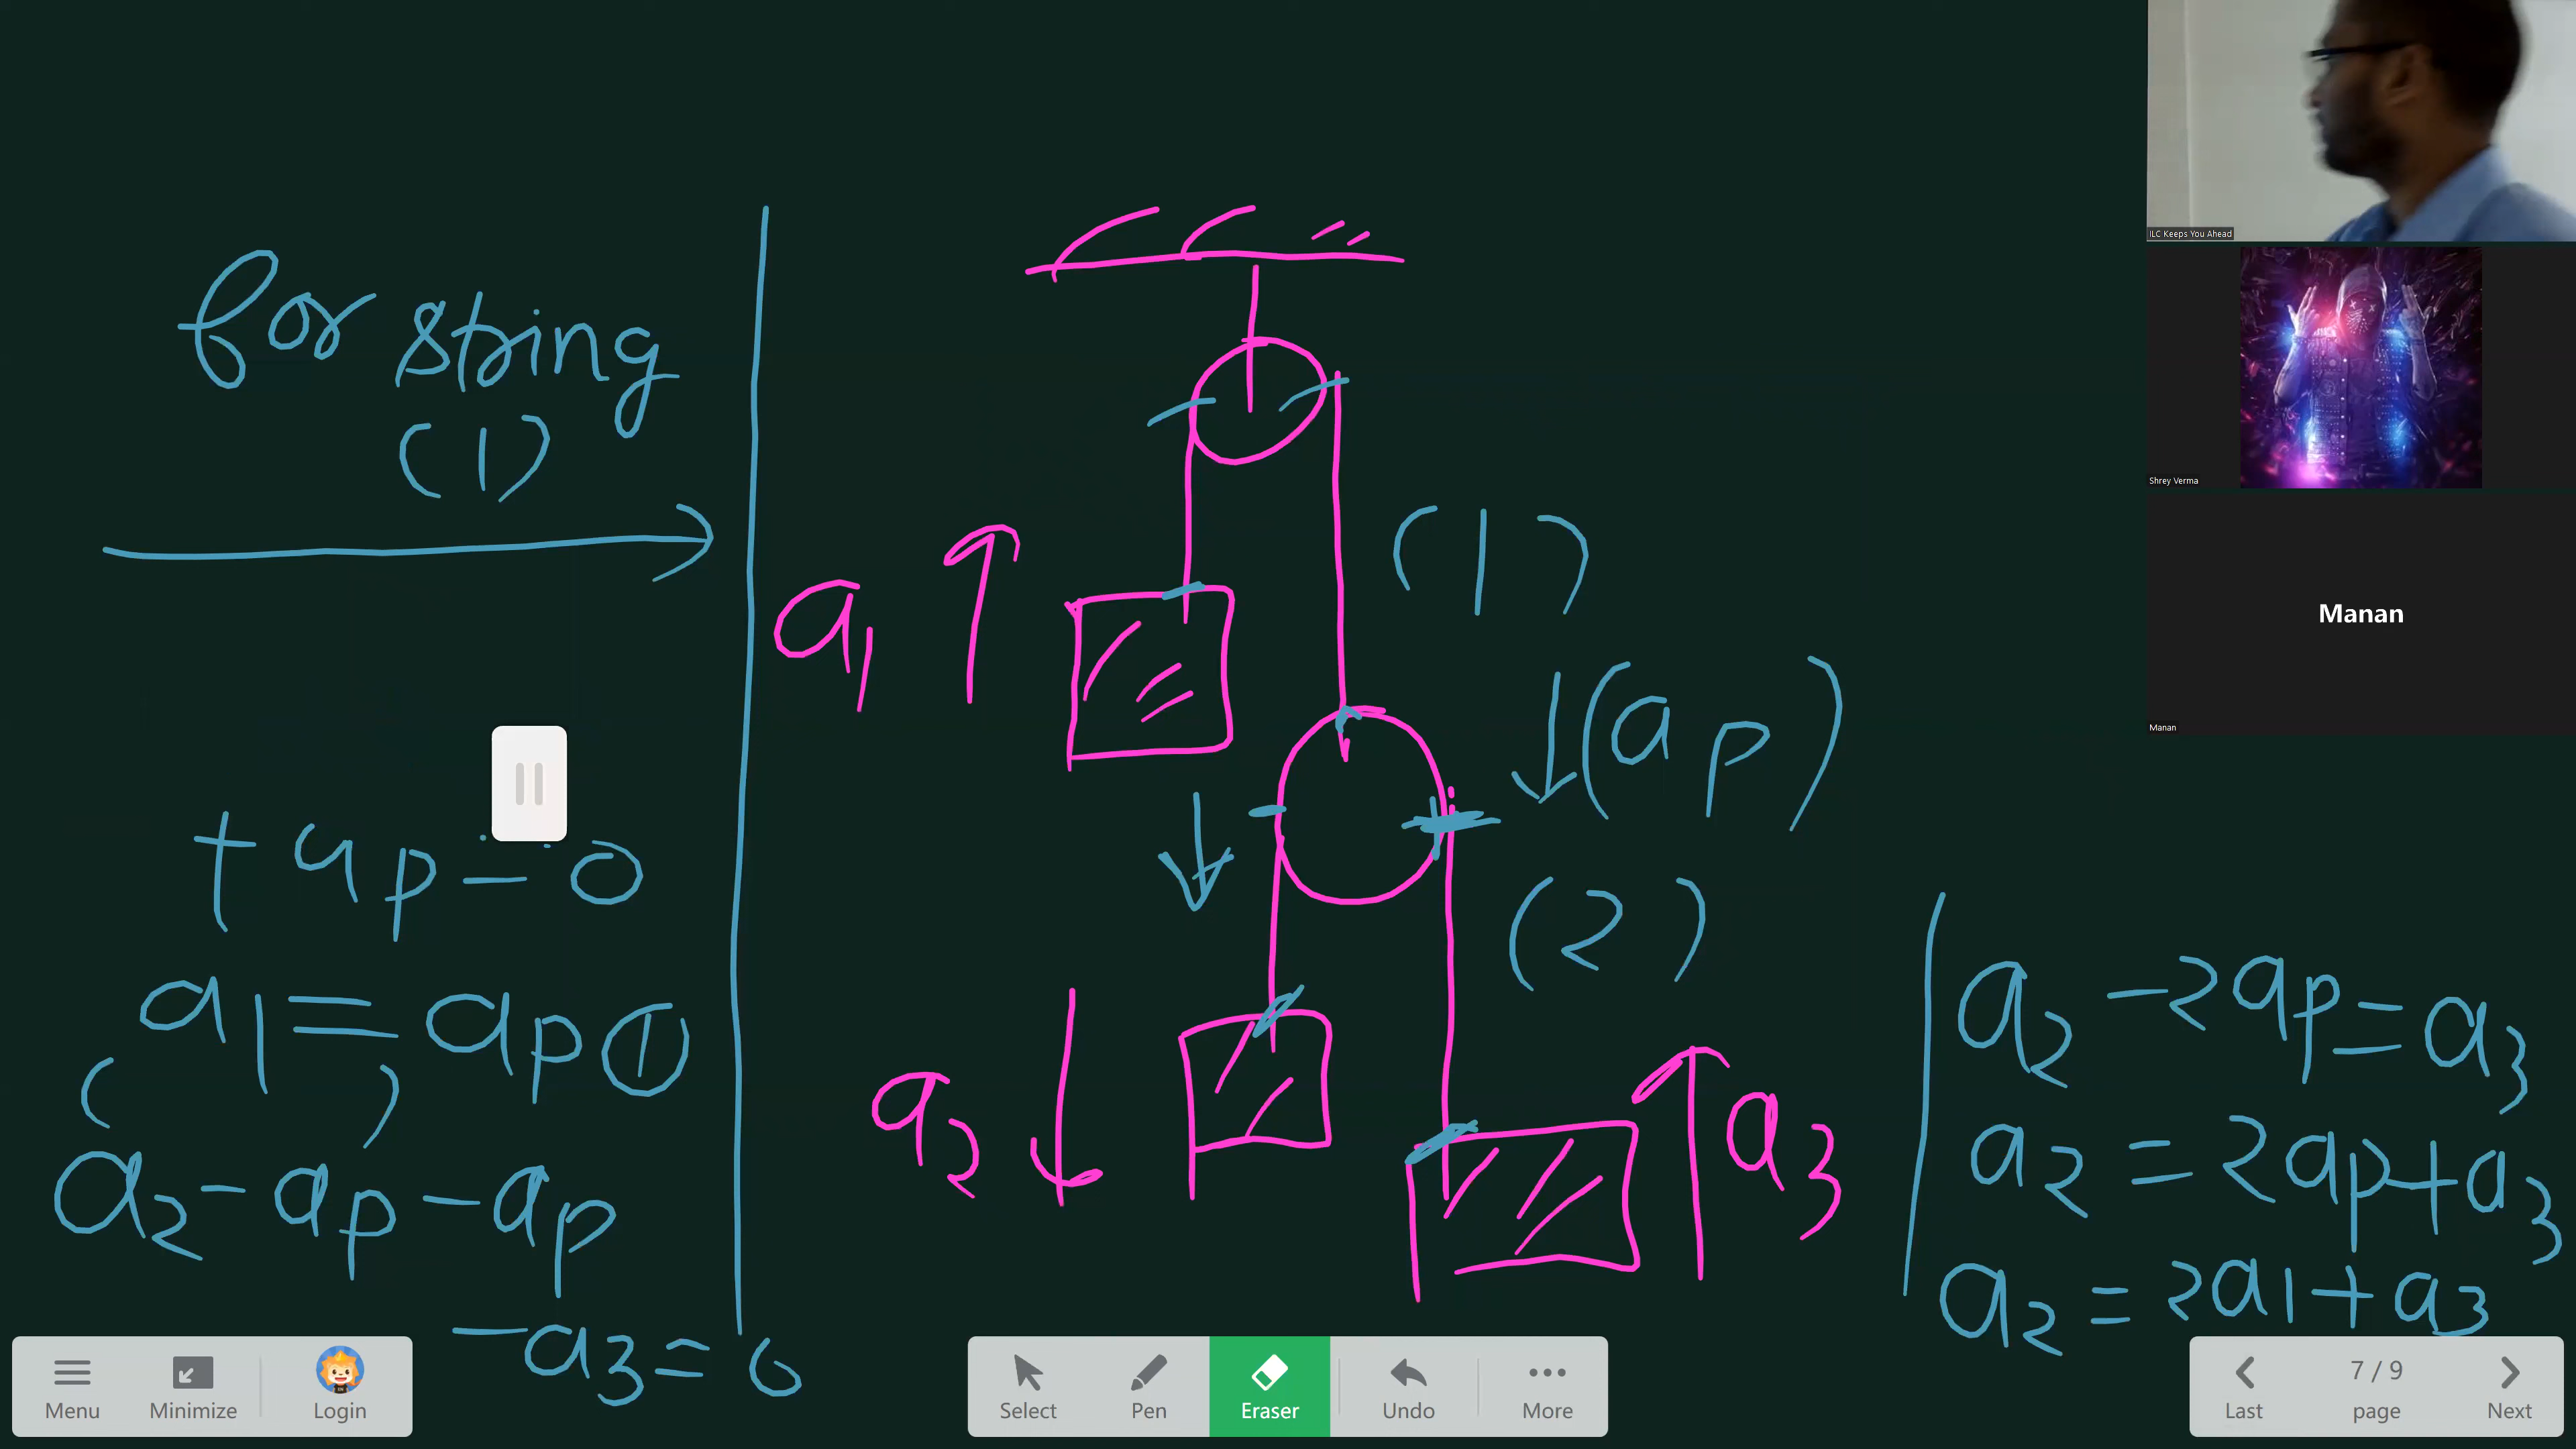 for string
(1)
+ ap = 0
a1 = ap ①
( )
a2 - ap - ap
- a3 = 0
a1
(1)
(ap)
(2)
a2
a3
a2 - 2ap = a3
a2 = 2ap + a3
a2 = 2a1 + a3
ILC Keeps You Ahead
Shrey Verma
Manan
Manan
Menu
Minimize
Login
Select
Pen
Eraser
Undo
More
Last
7 / 9
page
Next